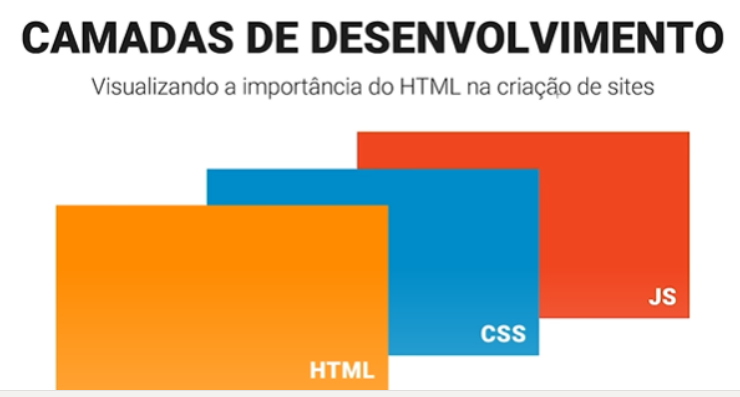 CAMADAS DE DESENVOLVIMENTO
Visualizando a importância do HTML na criação de sites
JS
CSS
HTML